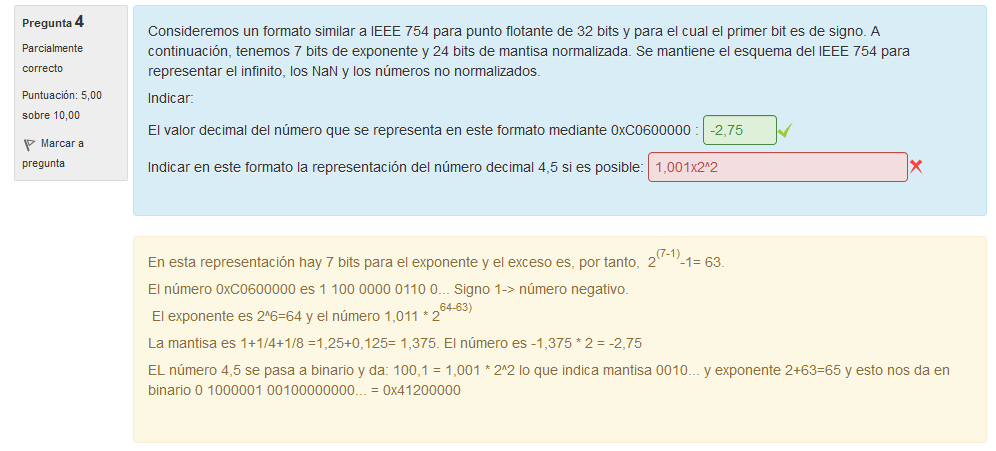 Pregunta 4
Parcialmente
correcto
Puntuación: 5,00
sobre 10,00
Marcar a
pregunta
Consideremos un formato similar a IEEE 754 para punto flotante de 32 bits y para el cual el primer bit es de signo. A
continuación, tenemos 7 bits de exponente y 24 bits de mantisa normalizada. Se mantiene el esquema del IEEE 754 para
representar el infinito, los NaN y los números no normalizados.
Indicar:
El valor decimal del número que se representa en este formato mediante 0xC0600000 : -2,75
Indicar en este formato la representación del número decimal 4,5 si es posible: 1,001x2^2
En esta representación hay 7 bits para el exponente y el exceso es, por tanto, 2(7-1)-1= 63.
El número 0xC0600000 es 1 100 0000 0110 0... Signo 1-> número negativo.
El exponente es 2^6=64 y el número 1,011 * 264-63)
La mantisa es 1+1/4+1/8 =1,25+0,125= 1,375. El número es -1,375 * 2 = -2,75
EL número 4,5 se pasa a binario y da: 100,1 = 1,001 * 2^2 lo que indica mantisa 0010... y exponente 2+63=65 y esto nos da en
binario 0 1000001 00100000000... = 0x41200000